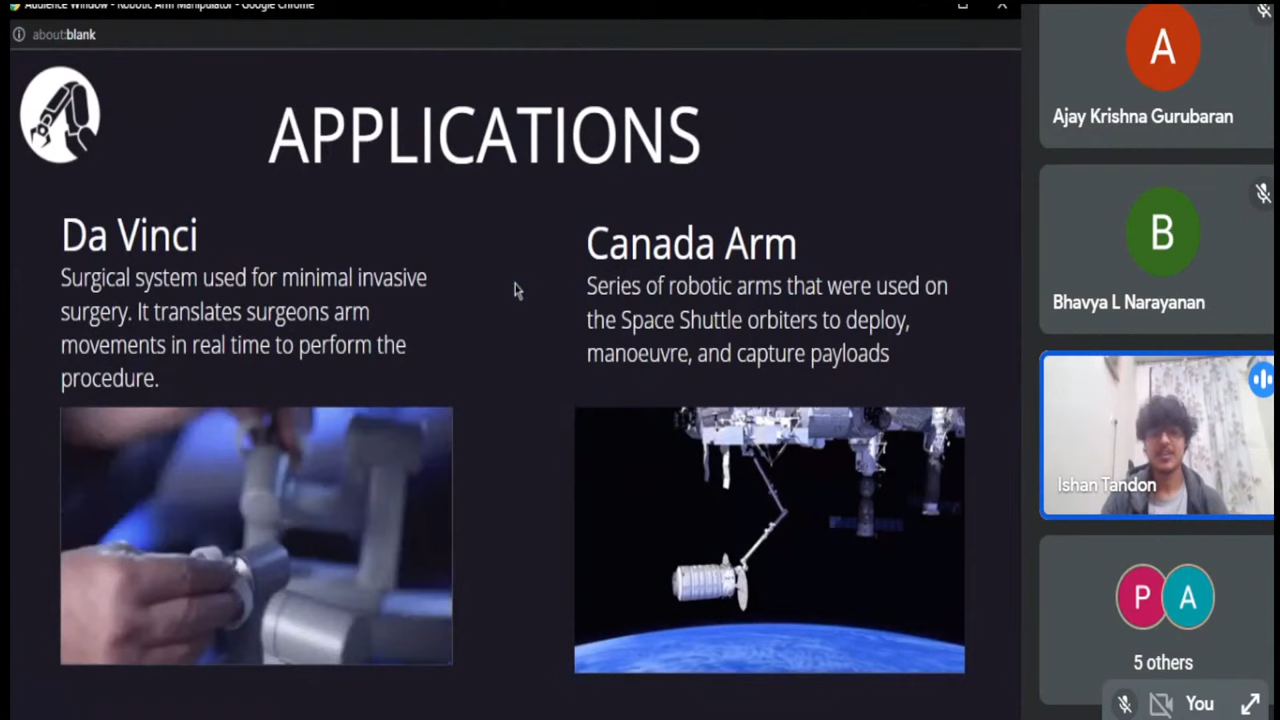 Audience Window - Robotic Arm Manipulator - Google Chrome
about:blank
APPLICATIONS
Da Vinci
Surgical system used for minimal invasive
surgery. It translates surgeons arm
movements in real time to perform the
procedure.
Canada Arm
Series of robotic arms that were used on
the Space Shuttle orbiters to deploy,
manoeuvre, and capture payloads
A
Ajay Krishna Gurubaran
B
Bhavya L Narayanan
Ishan Tandon
P A
5 others
You